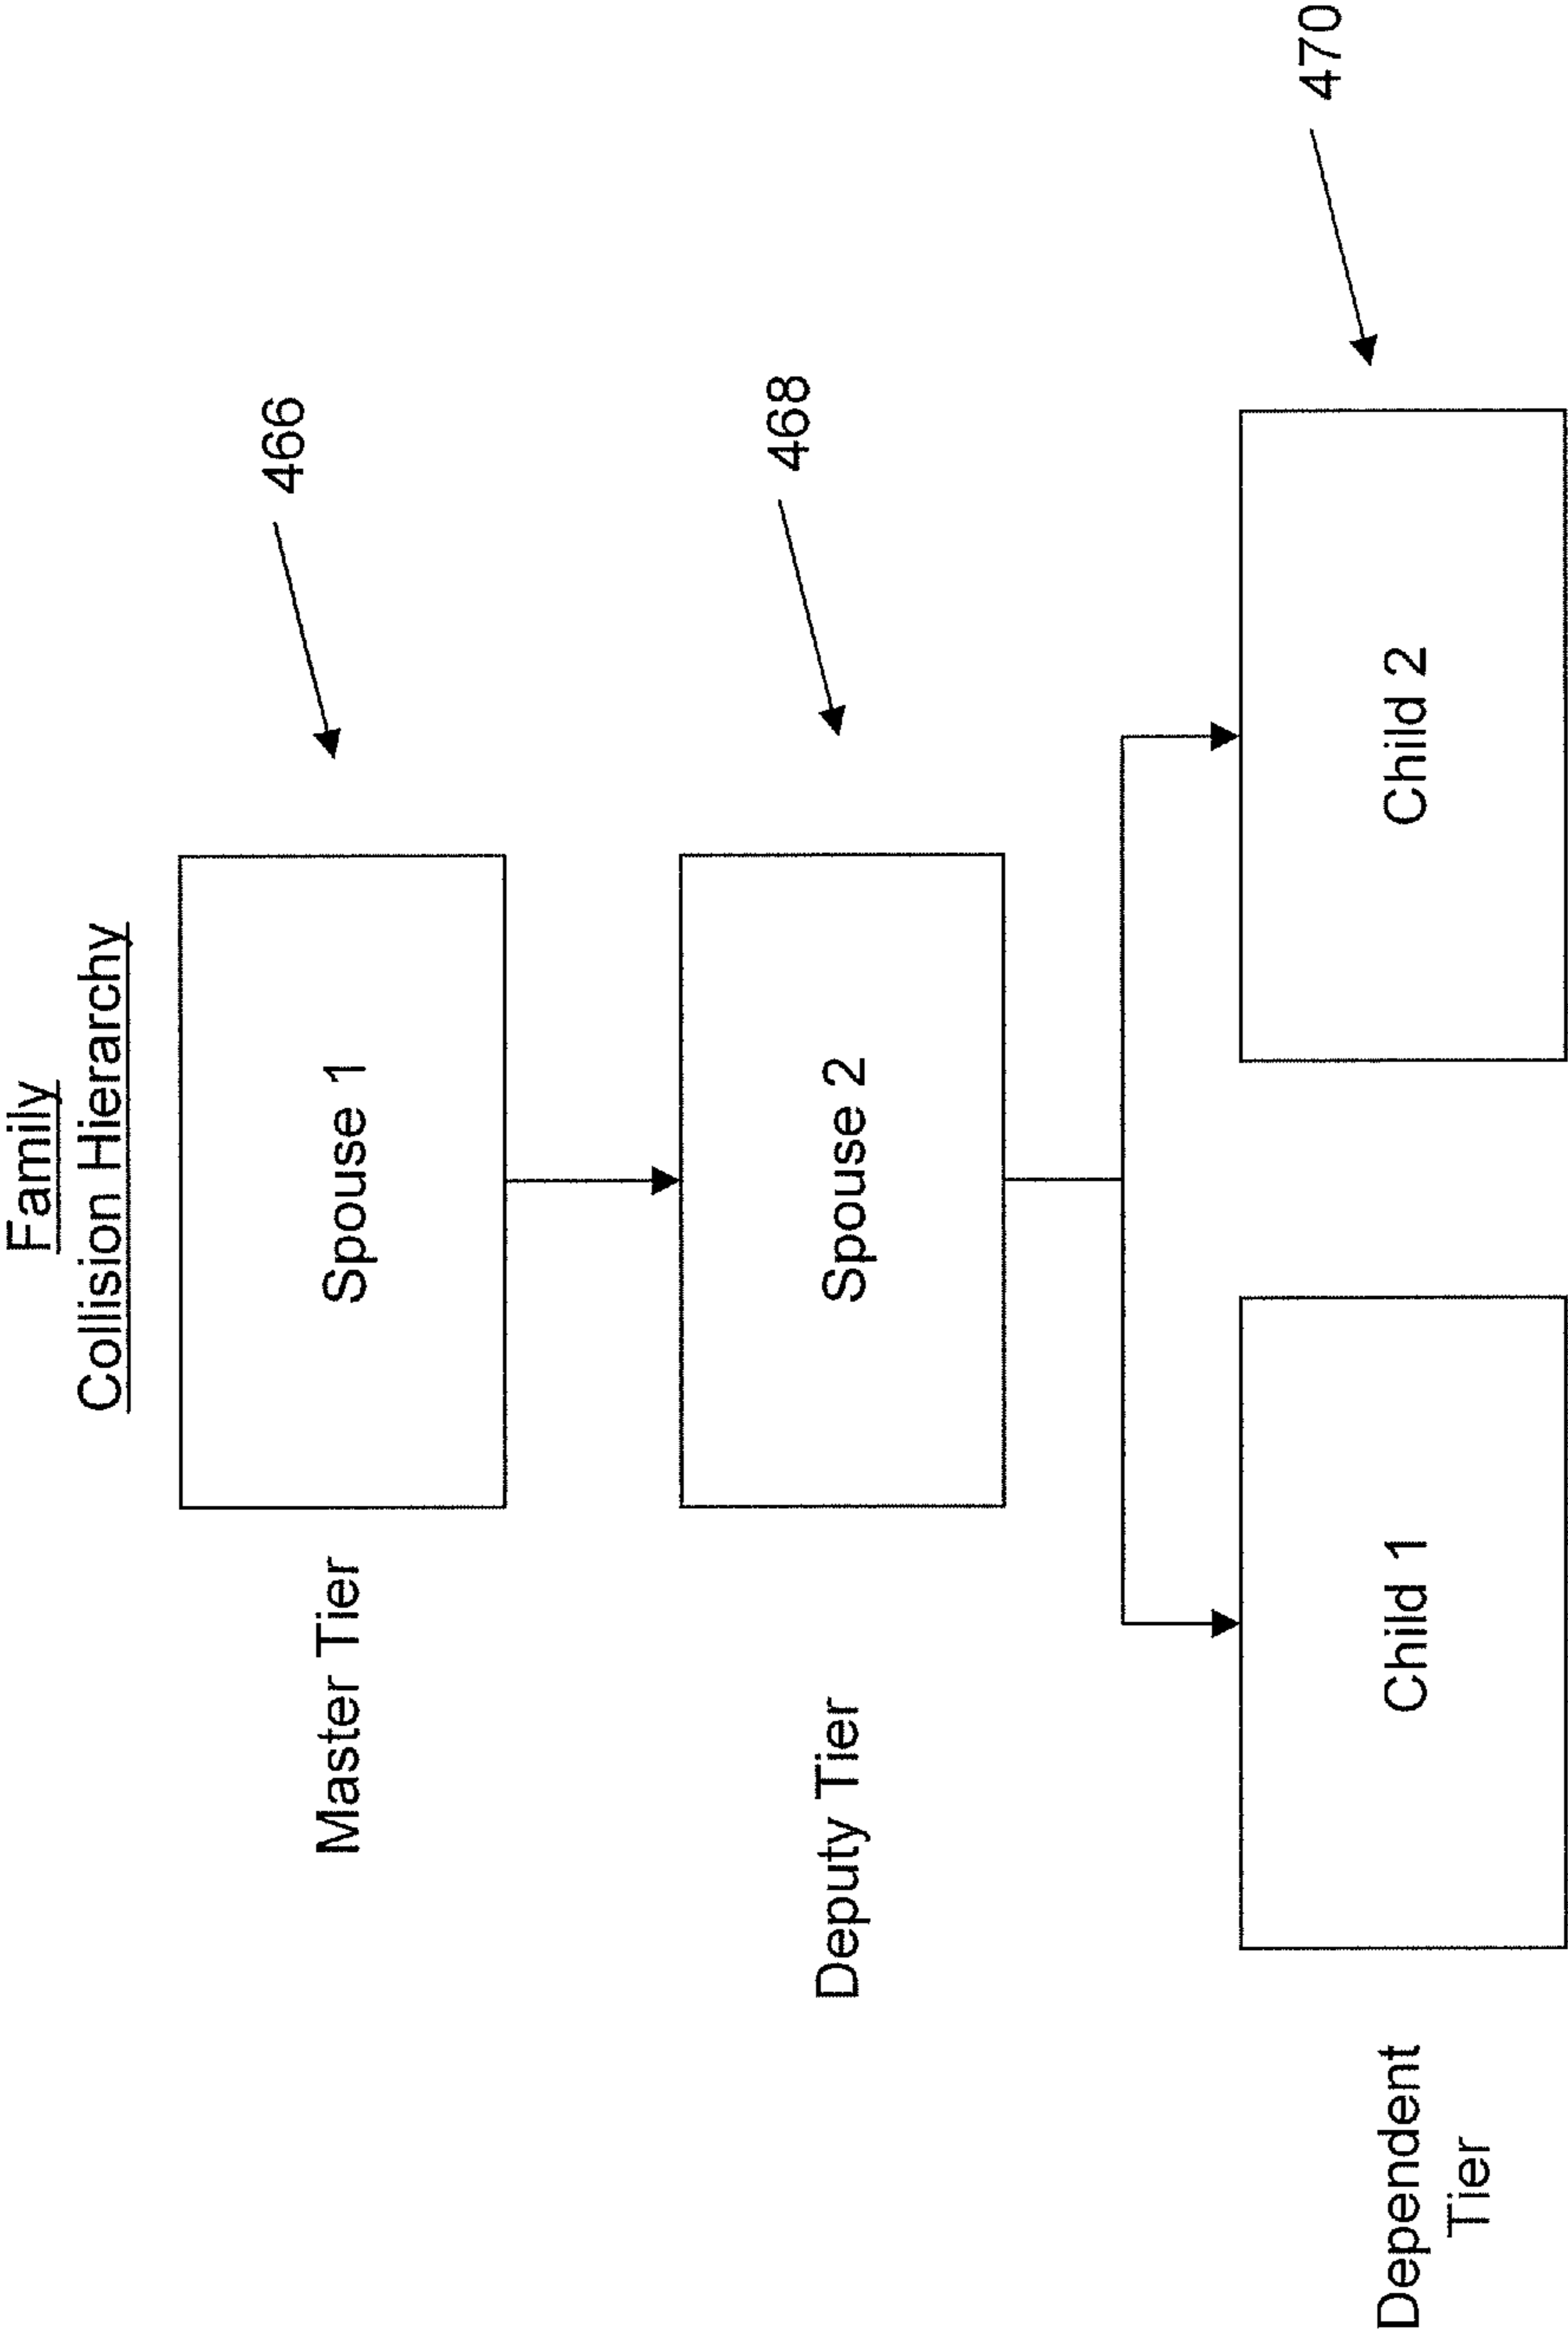 Family
Collision Hierarchy
Master Tier
Spouse 1
466
Deputy Tier
Spouse 2
468
Dependent
Tier
Child 1
Child 2
470